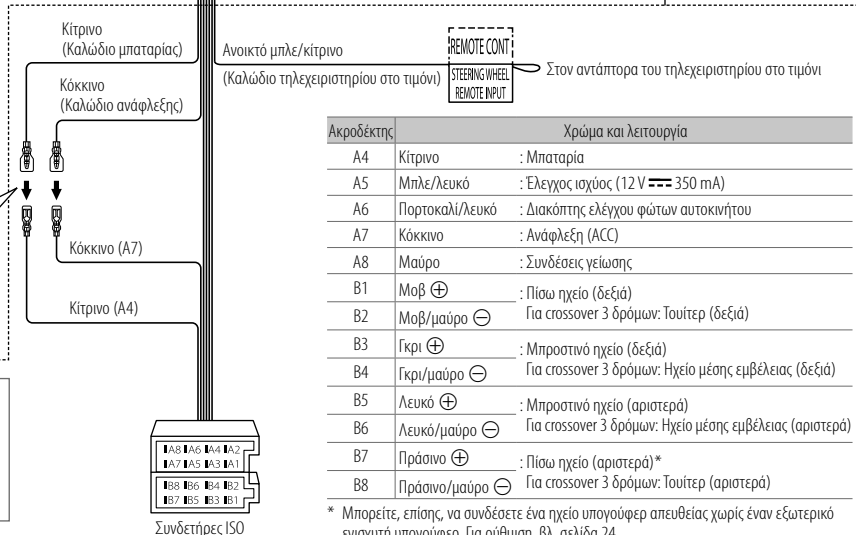 Κίτρινο
(Καλώδιο μπαταρίας)
Κόκκινο
(Καλώδιο ανάφλεξης)
Ανοικτό μπλε/κίτρινο
(Καλώδιο τηλεχειριστηρίου στο τιμόνι)
REMOTE CONT
STEERING WHEEL
REMOTE INPUT
Στον αντάπτορα του τηλεχειριστηρίου στο τιμόνι
Κόκκινο (A7)
Κίτρινο (A4)
A8 A6 A4 A2
A7 A5 A3 A1
B8 B6 B4 B2
B7 B5 B3 B1
Συνδετήρες ISO
Ακροδέκτης Χρώμα και λειτουργία
A4 Κίτρινο : Μπαταρία
A5 Μπλε/λευκό : Έλεγχος ισχύος (12 V ⎓ 350 mA)
A6 Πορτοκαλί/λευκό : Διακόπτης ελέγχου φώτων αυτοκινήτου
A7 Κόκκινο : Ανάφλεξη (ACC)
A8 Μαύρο : Συνδέσεις γείωσης
B1 Μοβ ⊕ : Πίσω ηχείο (δεξιά)
B2 Μοβ/μαύρο ⊖ Για crossover 3 δρόμων: Τουίτερ (δεξιά)
B3 Γκρι ⊕ : Μπροστινό ηχείο (δεξιά)
B4 Γκρι/μαύρο ⊖ Για crossover 3 δρόμων: Ηχείο μέσης εμβέλειας (δεξιά)
B5 Λευκό ⊕ : Μπροστινό ηχείο (αριστερά)
B6 Λευκό/μαύρο ⊖ Για crossover 3 δρόμων: Ηχείο μέσης εμβέλειας (αριστερά)
B7 Πράσινο ⊕ : Πίσω ηχείο (αριστερά)*
B8 Πράσινο/μαύρο ⊖ Για crossover 3 δρόμων: Τουίτερ (αριστερά)
* Μπορείτε, επίσης, να συνδέσετε ένα ηχείο υπογούφερ απευθείας χωρίς έναν εξωτερικό
ενισχυτή υπογούφερ. Για ρύθμιση, βλ. σελίδα 24.